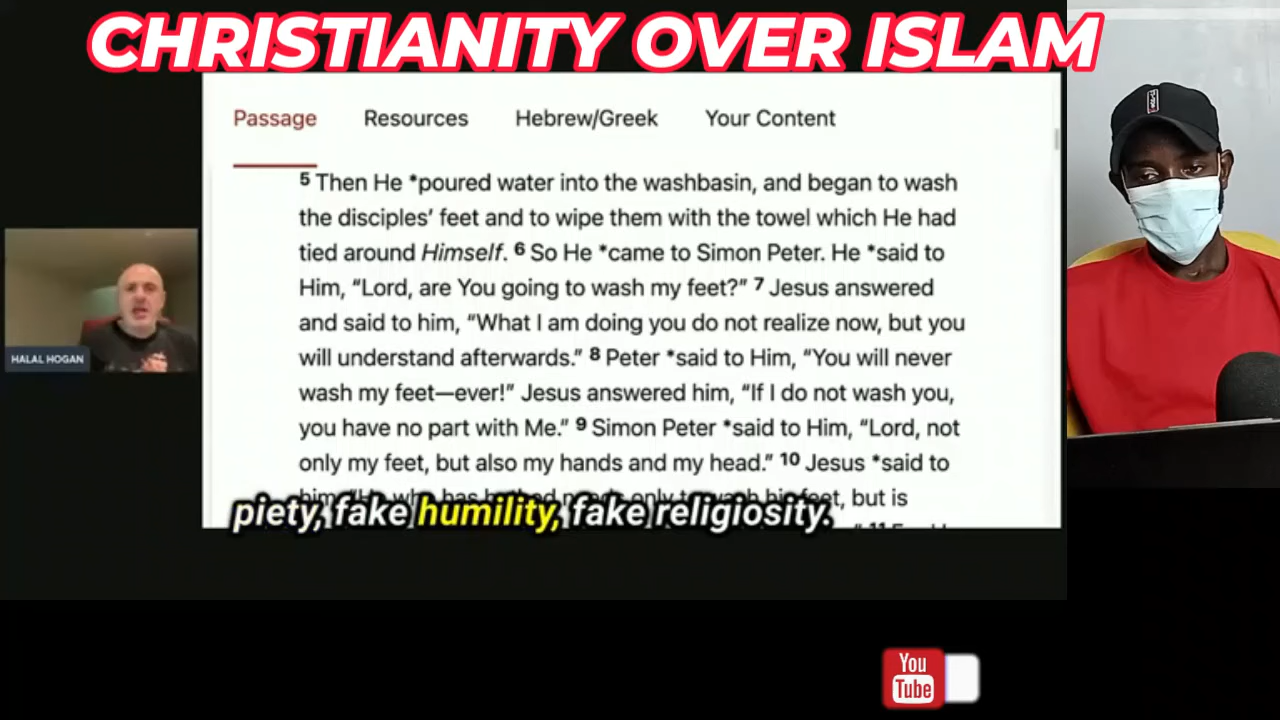 CHRISTIANITY OVER ISLAM
Passage Resources Hebrew/Greek Your Content
5 Then He *poured water into the washbasin, and began to wash
the disciples’ feet and to wipe them with the towel which He had
tied around Himself. 6 So He *came to Simon Peter. He *said to
Him, “Lord, are You going to wash my feet?” 7 Jesus answered
and said to him, “What I am doing you do not realize now, but you
will understand afterwards.” 8 Peter *said to Him, “You will never
wash my feet—ever!” Jesus answered him, “If I do not wash you,
you have no part with Me.” 9 Simon Peter *said to Him, “Lord, not
only my feet, but also my hands and my head.” 10 Jesus *said to
feet, but is
piety, fake humility, fake religiosity.
HALAL HOGAN
You
Tube